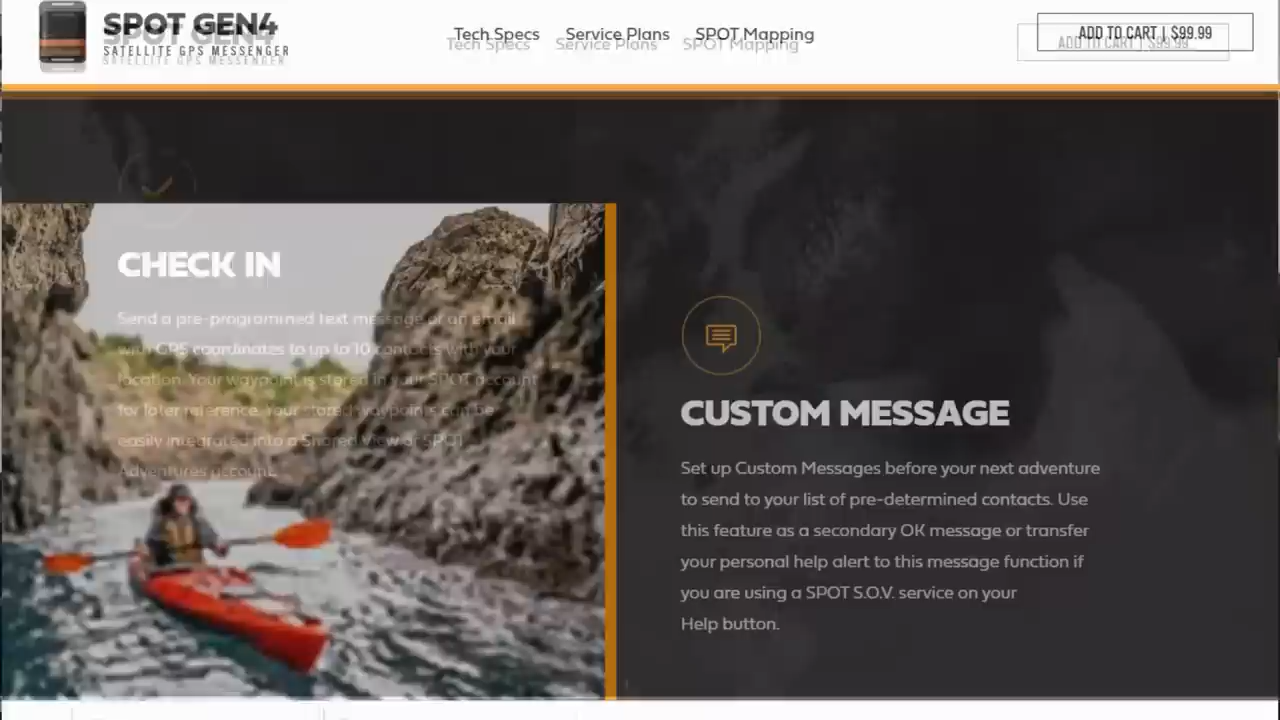 SPOT GEN4
SATELLITE GPS MESSENGER
Tech Specs
Service Plans
SPOT Mapping
ADD TO CART | $99.99
CHECK IN
Send a pre-programmed text message or an email
with GPS coordinates to up to 10 contacts with your
location. Your waypoint is stored in your SPOT account
for later reference. Your stored waypoints can be
easily integrated into a Shared View or SPOT
Adventures account.
CUSTOM MESSAGE
Set up Custom Messages before your next adventure
to send to your list of pre-determined contacts. Use
this feature as a secondary OK message or transfer
your personal help alert to this message function if
you are using a SPOT S.O.V. service on your
Help button.